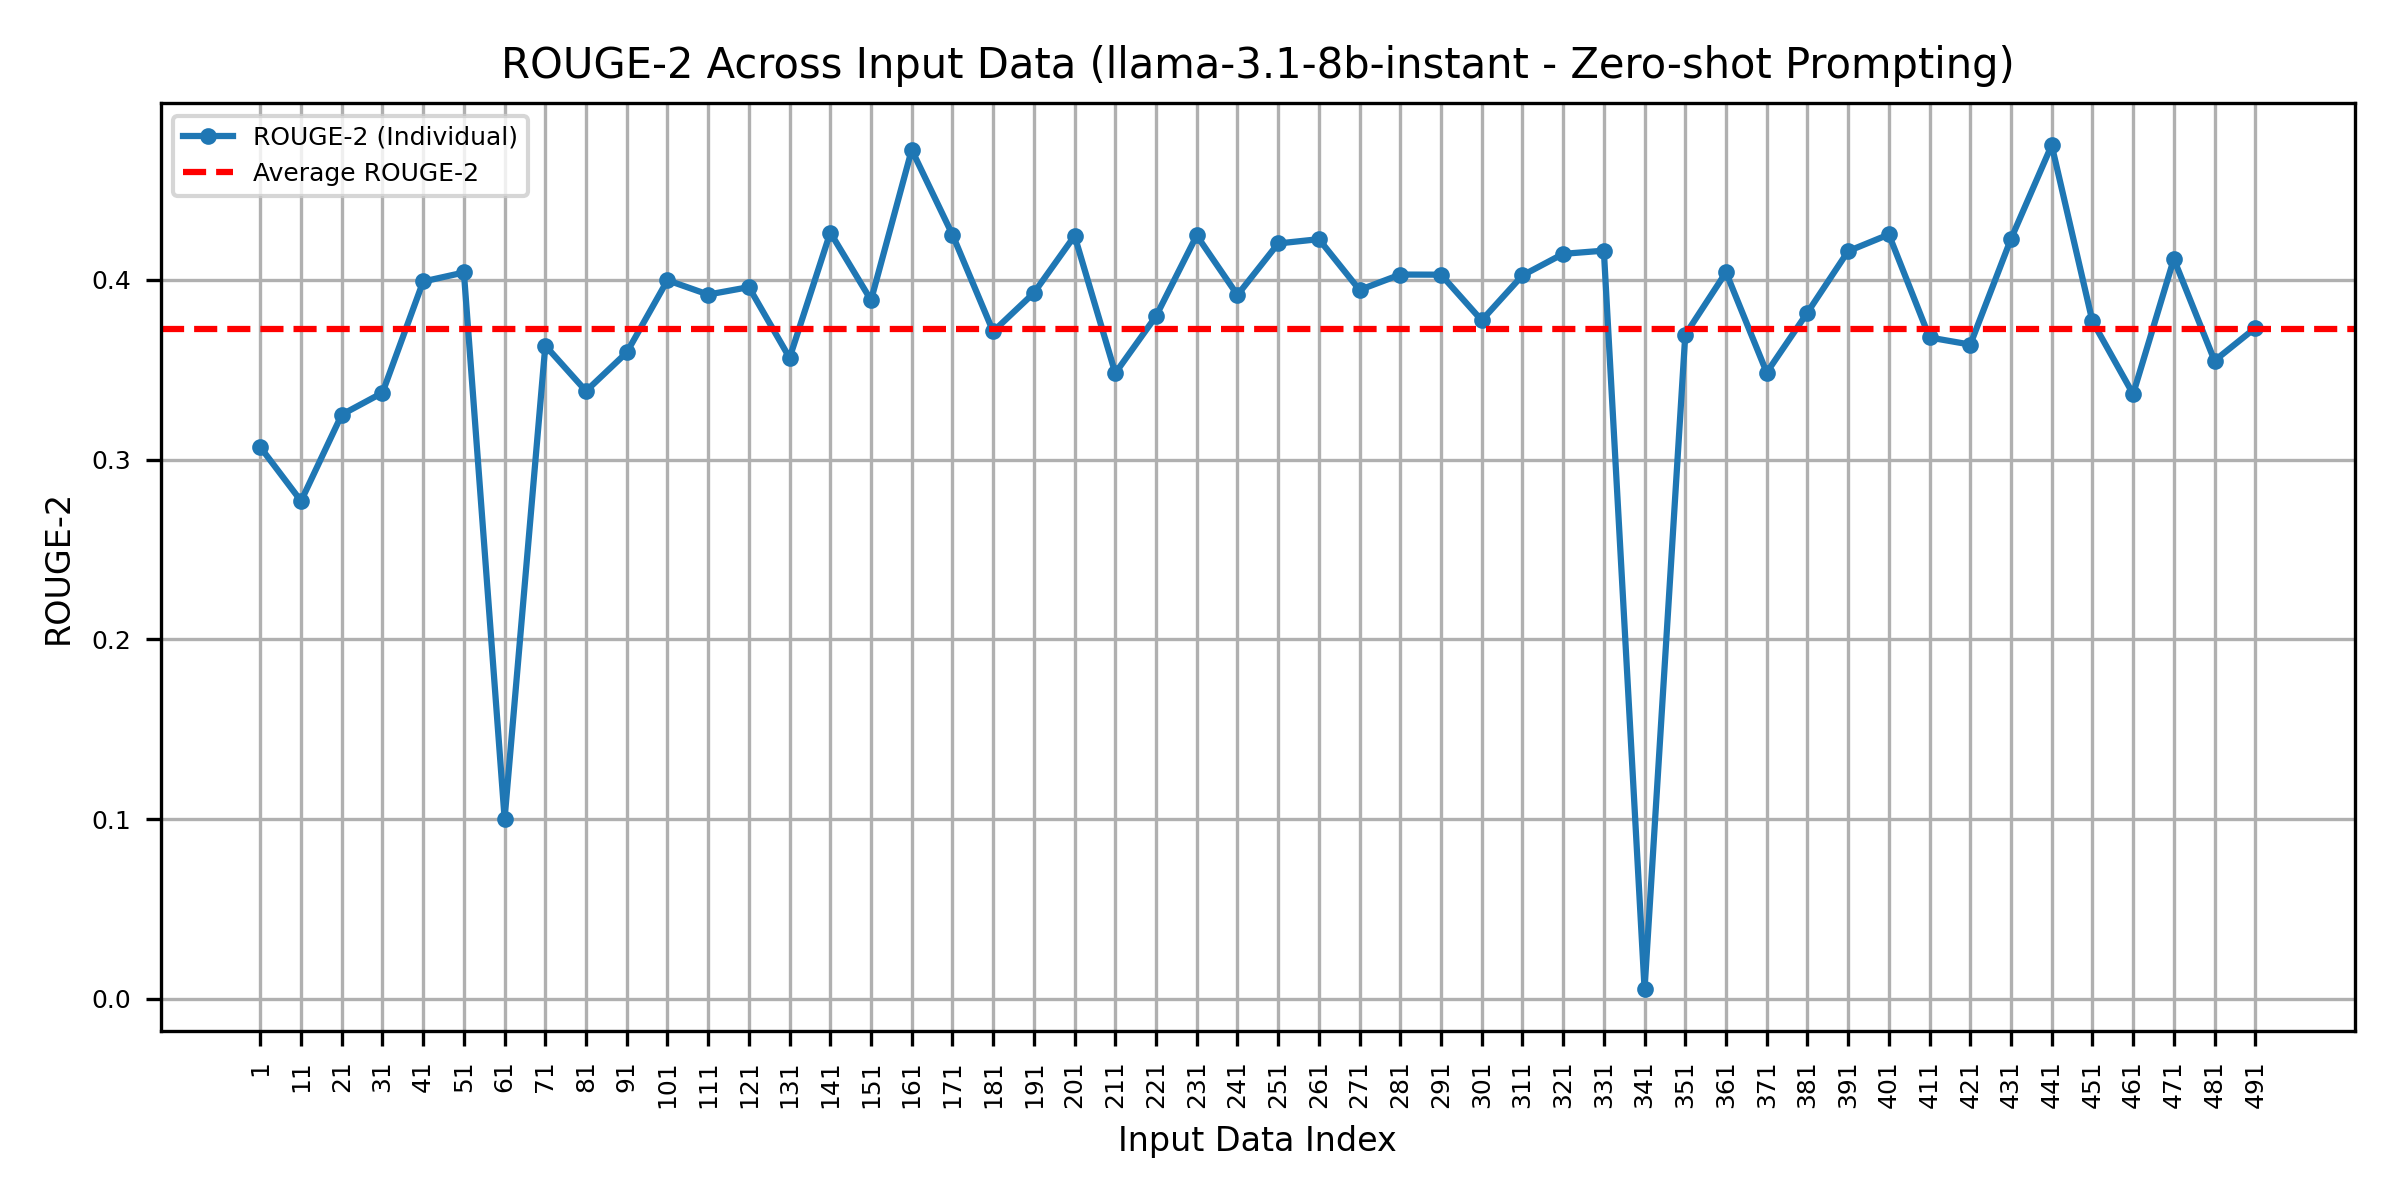 ROUGE-2 Across Input Data (llama-3.1-8b-instant - Zero-shot Prompting)
ROUGE-2 (Individual)
Average ROUGE-2
ROUGE-2
0.4
0.3
0.2
0.1
0.0
1 11 21 31 41 51 61 71 81 91 101 111 121 131 141 151 161 171 181 191 201 211 221 231 241 251 261 271 281 291 301 311 321 331 341 351 361 371 381 391 401 411 421 431 441 451 461 471 481 491
Input Data Index